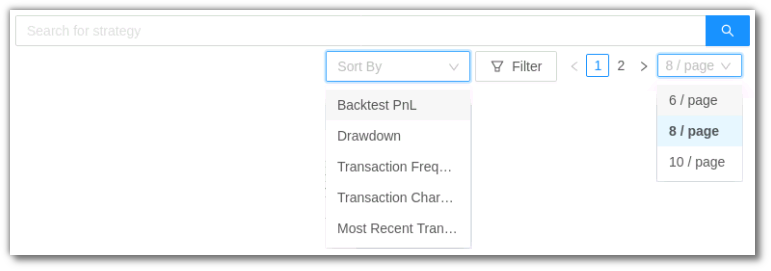 Search for strategy
Sort By
Filter
1 2
8 / page
Backtest PnL
Drawdown
Transaction Freq…
Transaction Char…
Most Recent Tran…
6 / page
8 / page
10 / page